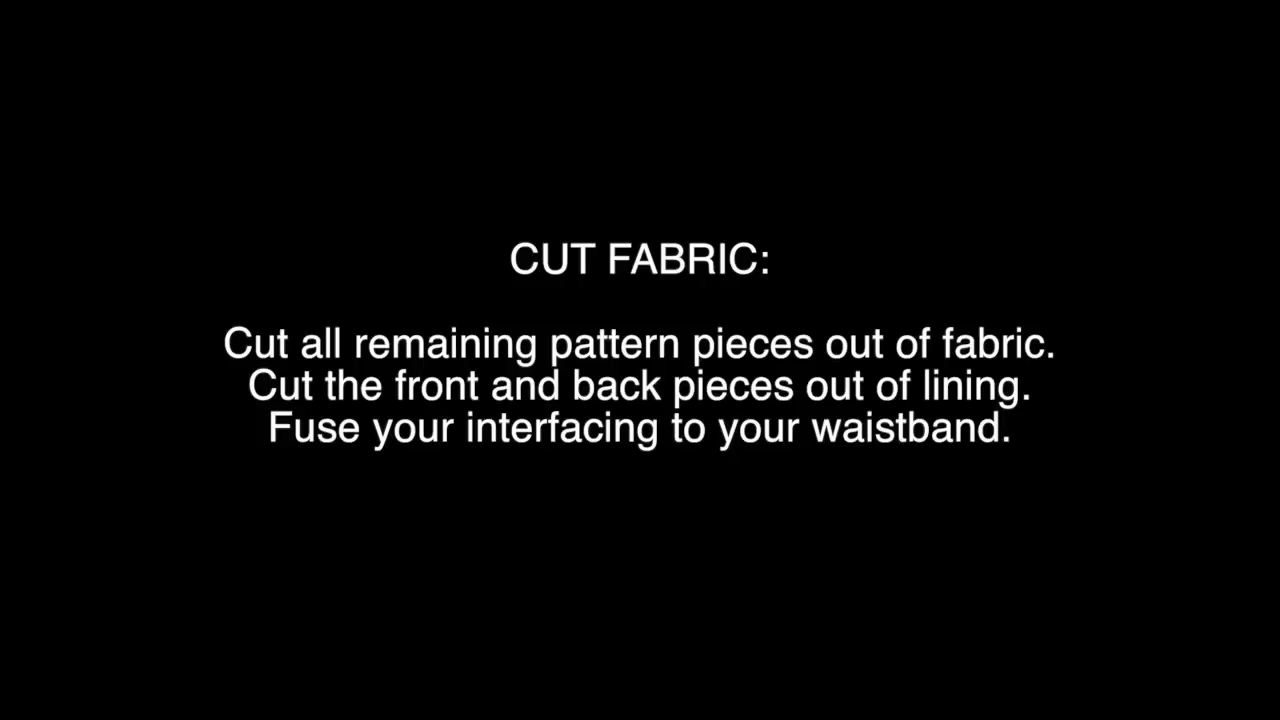 CUT FABRIC:
Cut all remaining pattern pieces out of fabric.
Cut the front and back pieces out of lining.
Fuse your interfacing to your waistband.